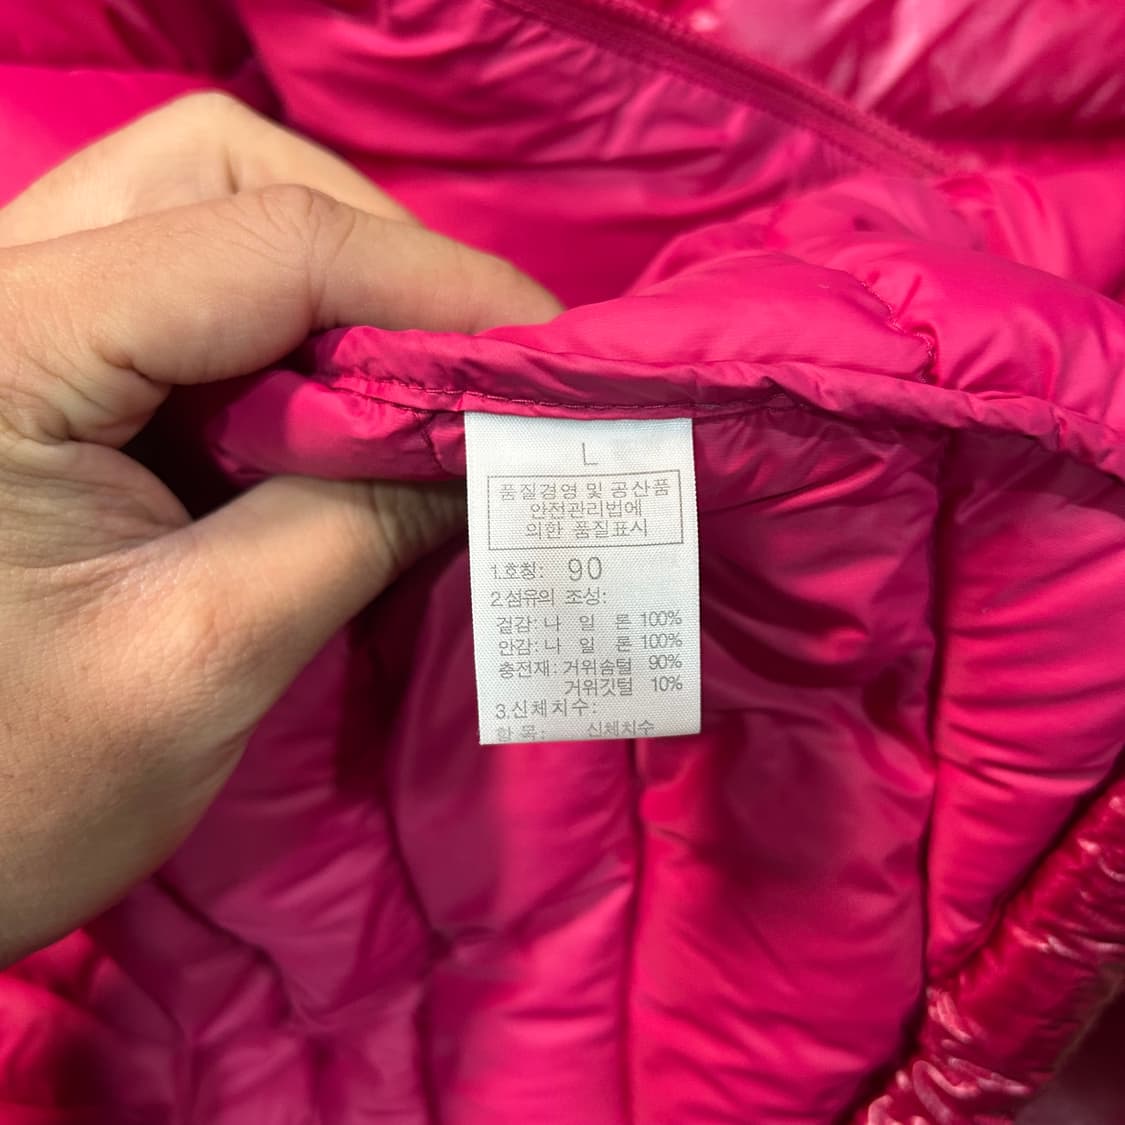 L
품질경영 및 공산품
안전관리법에
의한 품질표시
1.호칭: 90
2.섬유의 조성:
겉감: 나 일 론 100%
안감: 나 일 론 100%
충전재: 거위솜털 90%
거위깃털 10%
3.신체치수:
항 목: 신체치수